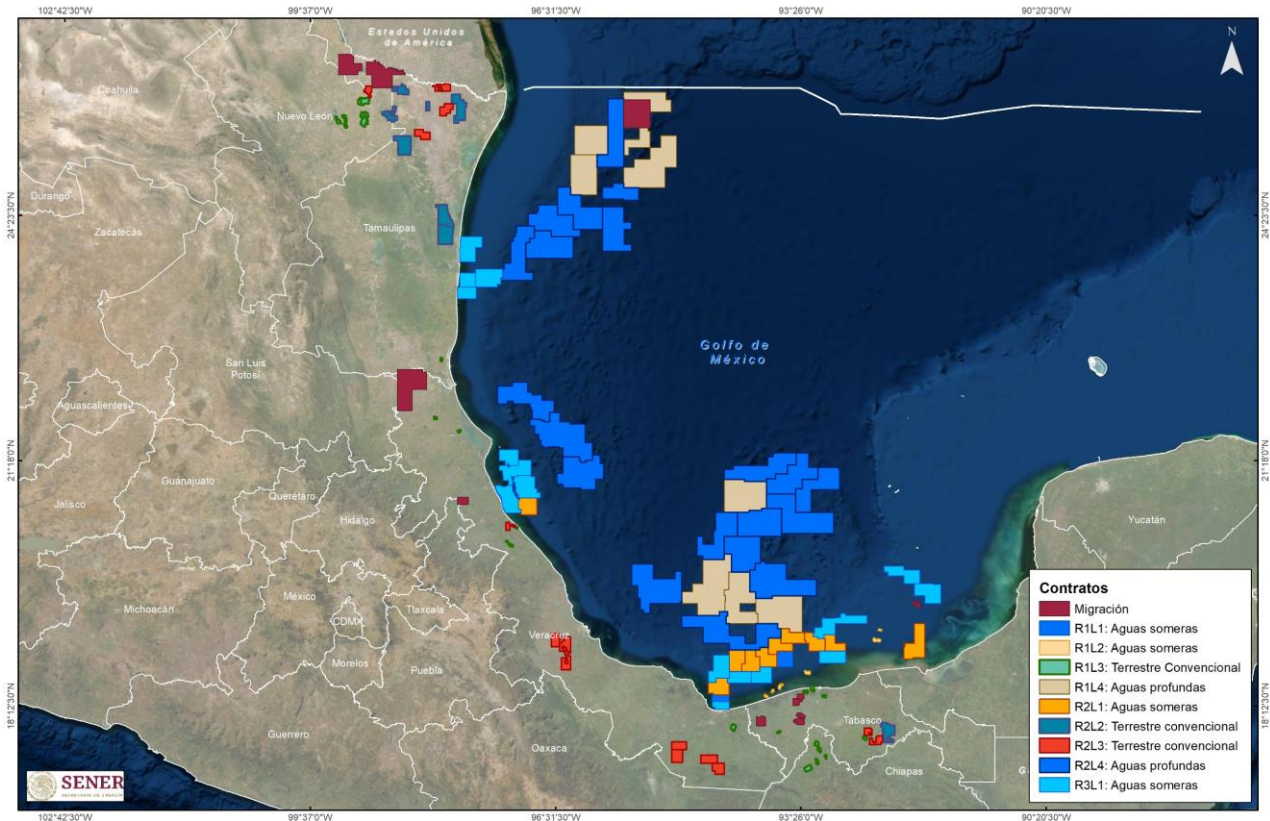 102°42'30"W
99°37'0"W
96°31'30"W
93°26'0"W
90°20'30"W
Estados Unidos
de América
N
Coahuila
Nuevo León
Durango
Zacatecas
Tamaulipas
24°23'30"N
24°23'30"N
Golfo de
México
San Luis
Potosí
Aguascalientes
21°18'0"N
21°18'0"N
Guanajuato
Querétaro
Jalisco
Hidalgo
Yucatán
Michoacán
México
Tlaxcala
CDMX
Veracruz
Morelos
Puebla
18°12'30"N
18°12'30"N
Guerrero
Oaxaca
Tabasco
Chiapas
Contratos
Migración
R1L1: Aguas someras
R1L2: Aguas someras
R1L3: Terrestre Convencional
R1L4: Aguas profundas
R2L1: Aguas someras
R2L2: Terrestre convencional
R2L3: Terrestre convencional
R2L4: Aguas profundas
R3L1: Aguas someras
SENER
SECRETARÍA DE ENERGÍA
102°42'30"W
99°37'0"W
96°31'30"W
93°26'0"W
90°20'30"W